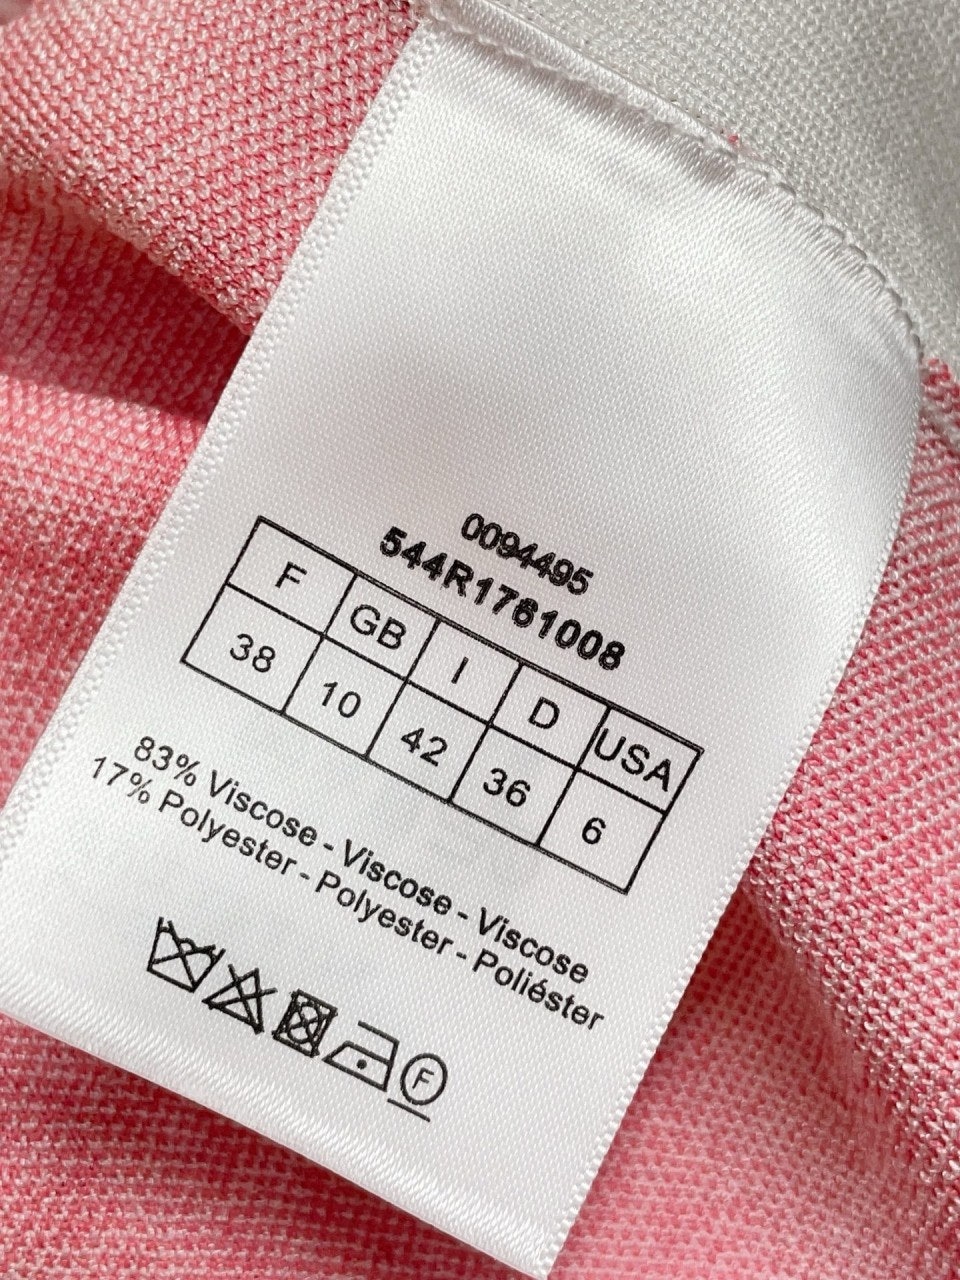 0094495
544R1761008
F GB I D USA
38 10 42 36 6
83% Viscose - Viscose - Viscose
17% Polyester - Polyester - Poliéster
F